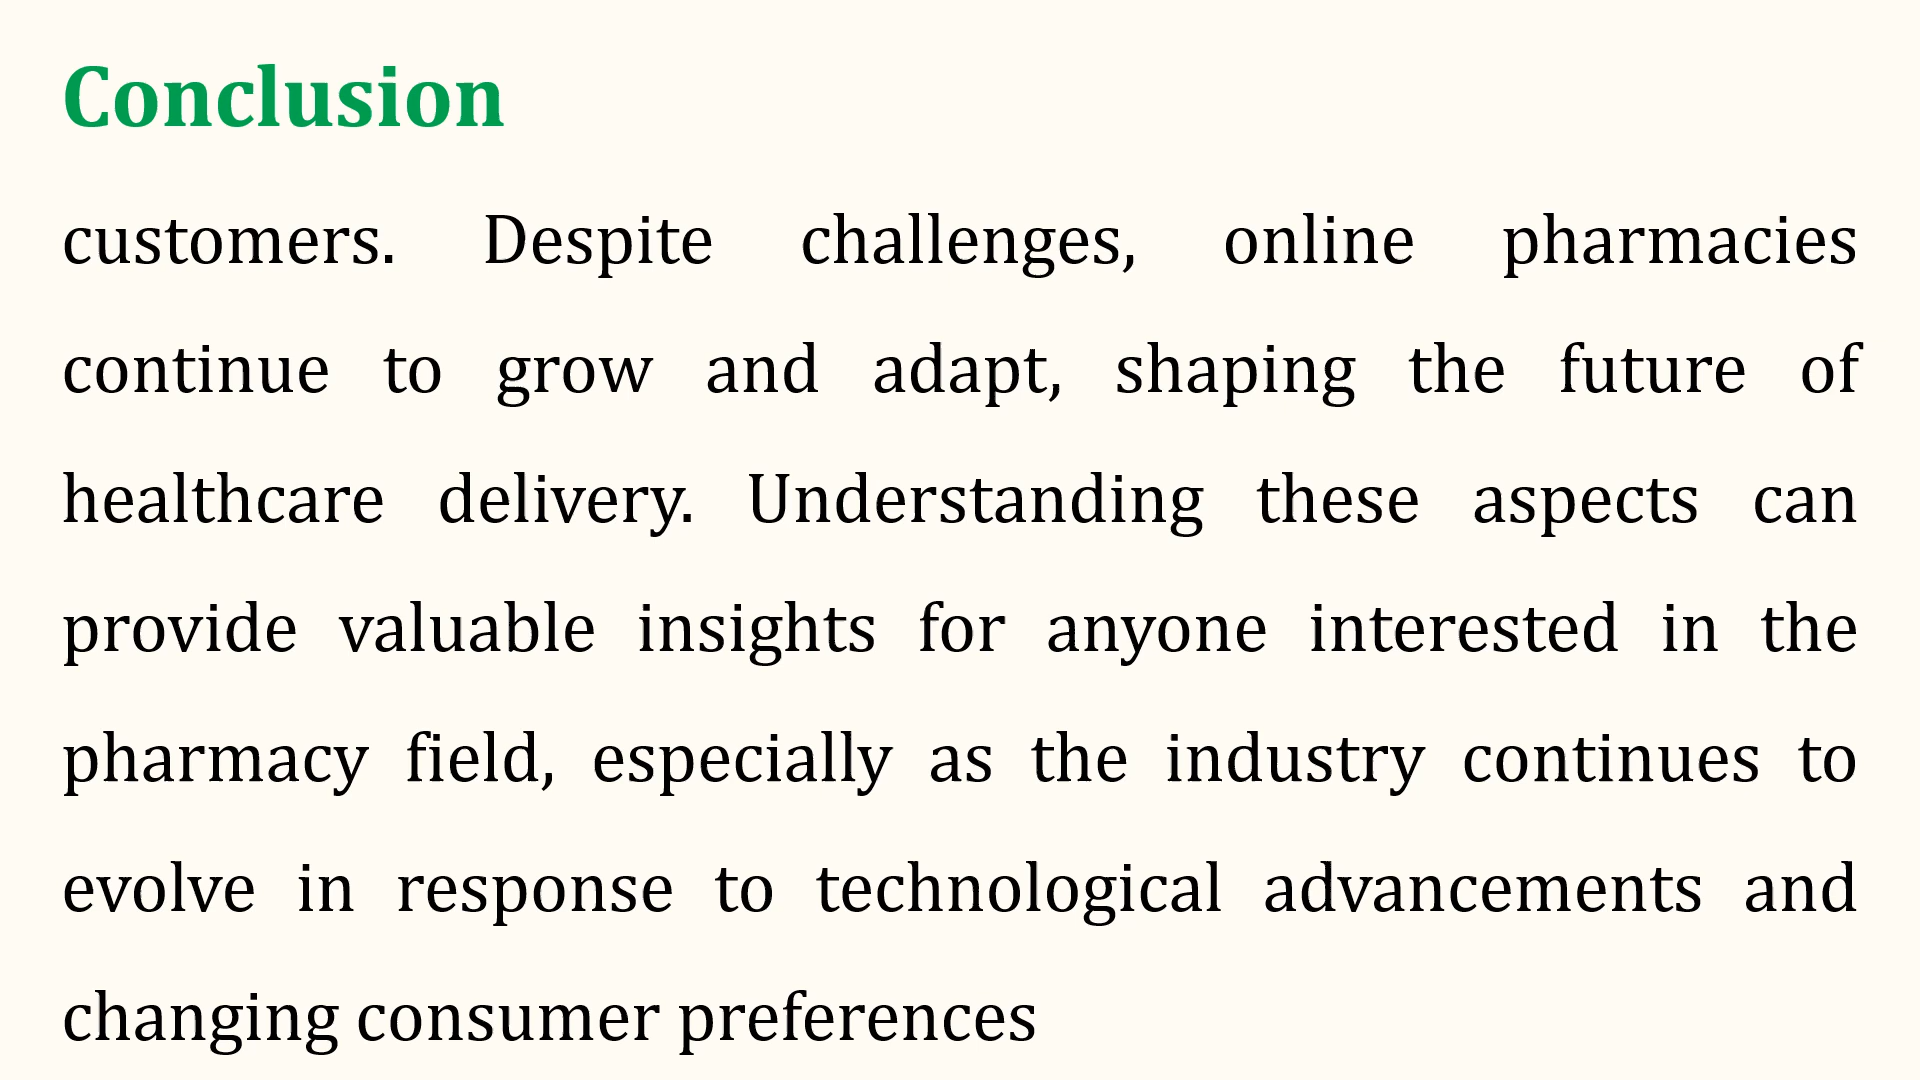 Conclusion
customers. Despite challenges, online pharmacies
continue to grow and adapt, shaping the future of
healthcare delivery. Understanding these aspects can
provide valuable insights for anyone interested in the
pharmacy field, especially as the industry continues to
evolve in response to technological advancements and
changing consumer preferences